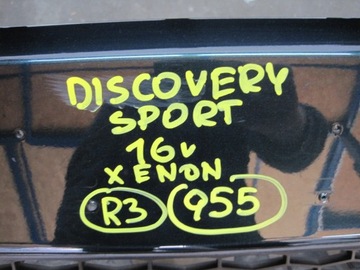 DISCOVERY
SPORT
16v
XENON
R3 955